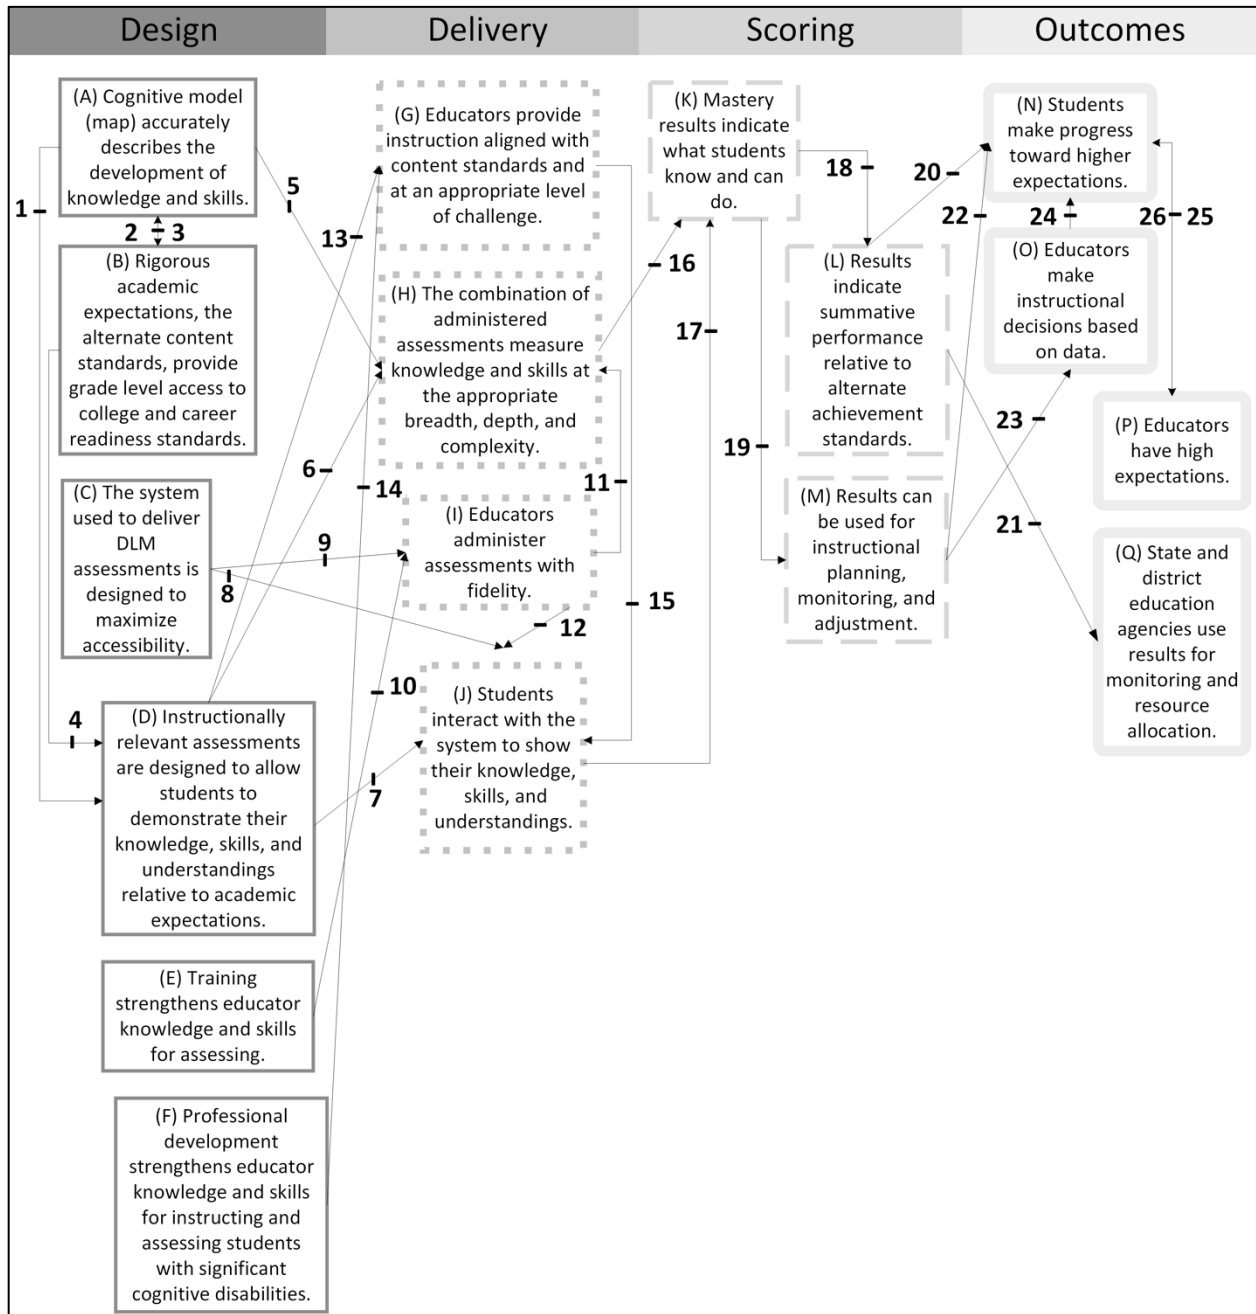 Design
Delivery
Scoring
Outcomes
(A) Cognitive model
(map) accurately
describes the
development of
knowledge and skills.
1
2
3
(B) Rigorous
academic
expectations, the
alternate content
standards, provide
grade level access to
college and career
readiness standards.
(C) The system
used to deliver
DLM
assessments is
designed to
maximize
accessibility.
4
(D) Instructionally
relevant assessments
are designed to allow
students to
demonstrate their
knowledge, skills, and
understandings
relative to academic
expectations.
(E) Training
strengthens educator
knowledge and skills
for assessing.
(F) Professional
development
strengthens educator
knowledge and skills
for instructing and
assessing students
with significant
cognitive disabilities.
5
13
6
14
9
8
10
7
(G) Educators provide
instruction aligned with
content standards and
at an appropriate level
of challenge.
(H) The combination of
administered
assessments measure
knowledge and skills at
the appropriate
breadth, depth, and
complexity.
11
(I) Educators
administer
assessments with
fidelity.
12
15
(J) Students
interact with the
system to show
their knowledge,
skills, and
understandings.
16
17
(K) Mastery
results indicate
what students
know and can
do.
18
19
(L) Results
indicate
summative
performance
relative to
alternate
achievement
standards.
(M) Results can
be used for
instructional
planning,
monitoring, and
adjustment.
20
22
23
21
(N) Students
make progress
toward higher
expectations.
24
26
25
(O) Educators
make
instructional
decisions based
on data.
(P) Educators
have high
expectations.
(Q) State and
district
education
agencies use
results for
monitoring and
resource
allocation.